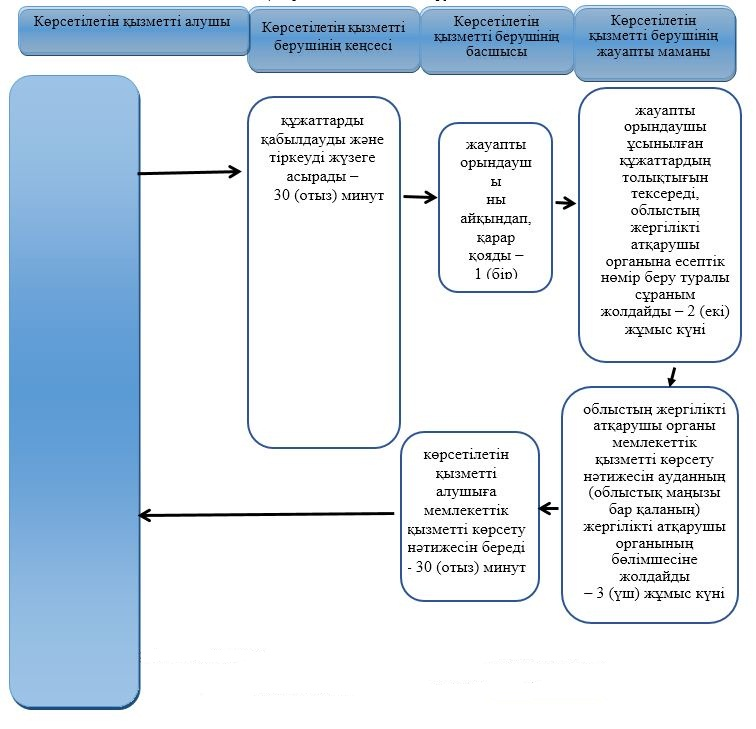 Көрсетілетін қызметті алушы
Көрсетілетін қызметті
берушінің кеңсесі
Көрсетілетін
қызметті берушінің
басшысы
Көрсетілетін
қызметті берушінің
жауапты маманы
құжаттарды
қабылдауды және
тіркеуді жүзеге
асырады –
30 (отыз) минут
жауапты
орындауш
ы
ны
айқындап,
қарар
қояды –
1 (бір)
жауапты
орындаушы
ұсынылған
құжаттардың
толықтығын
тексереді,
облыстың
жергілікті
атқарушы
органына есептік
нөмір беру туралы
сұраным
жолдайды – 2 (екі)
жұмыс күні
облыстың жергілікті
атқарушы органы
мемлекеттік
қызметті көрсету
нәтижесін ауданның
(облыстық маңызы
бар қаланың)
жергілікті атқарушы
органының
бөлімшесіне
жолдайды
– 3 (үш) жұмыс күні
көрсетілетін
қызметті
алушыға
мемлекеттік
қызметті көрсету
нәтижесін береді
- 30 (отыз) минут